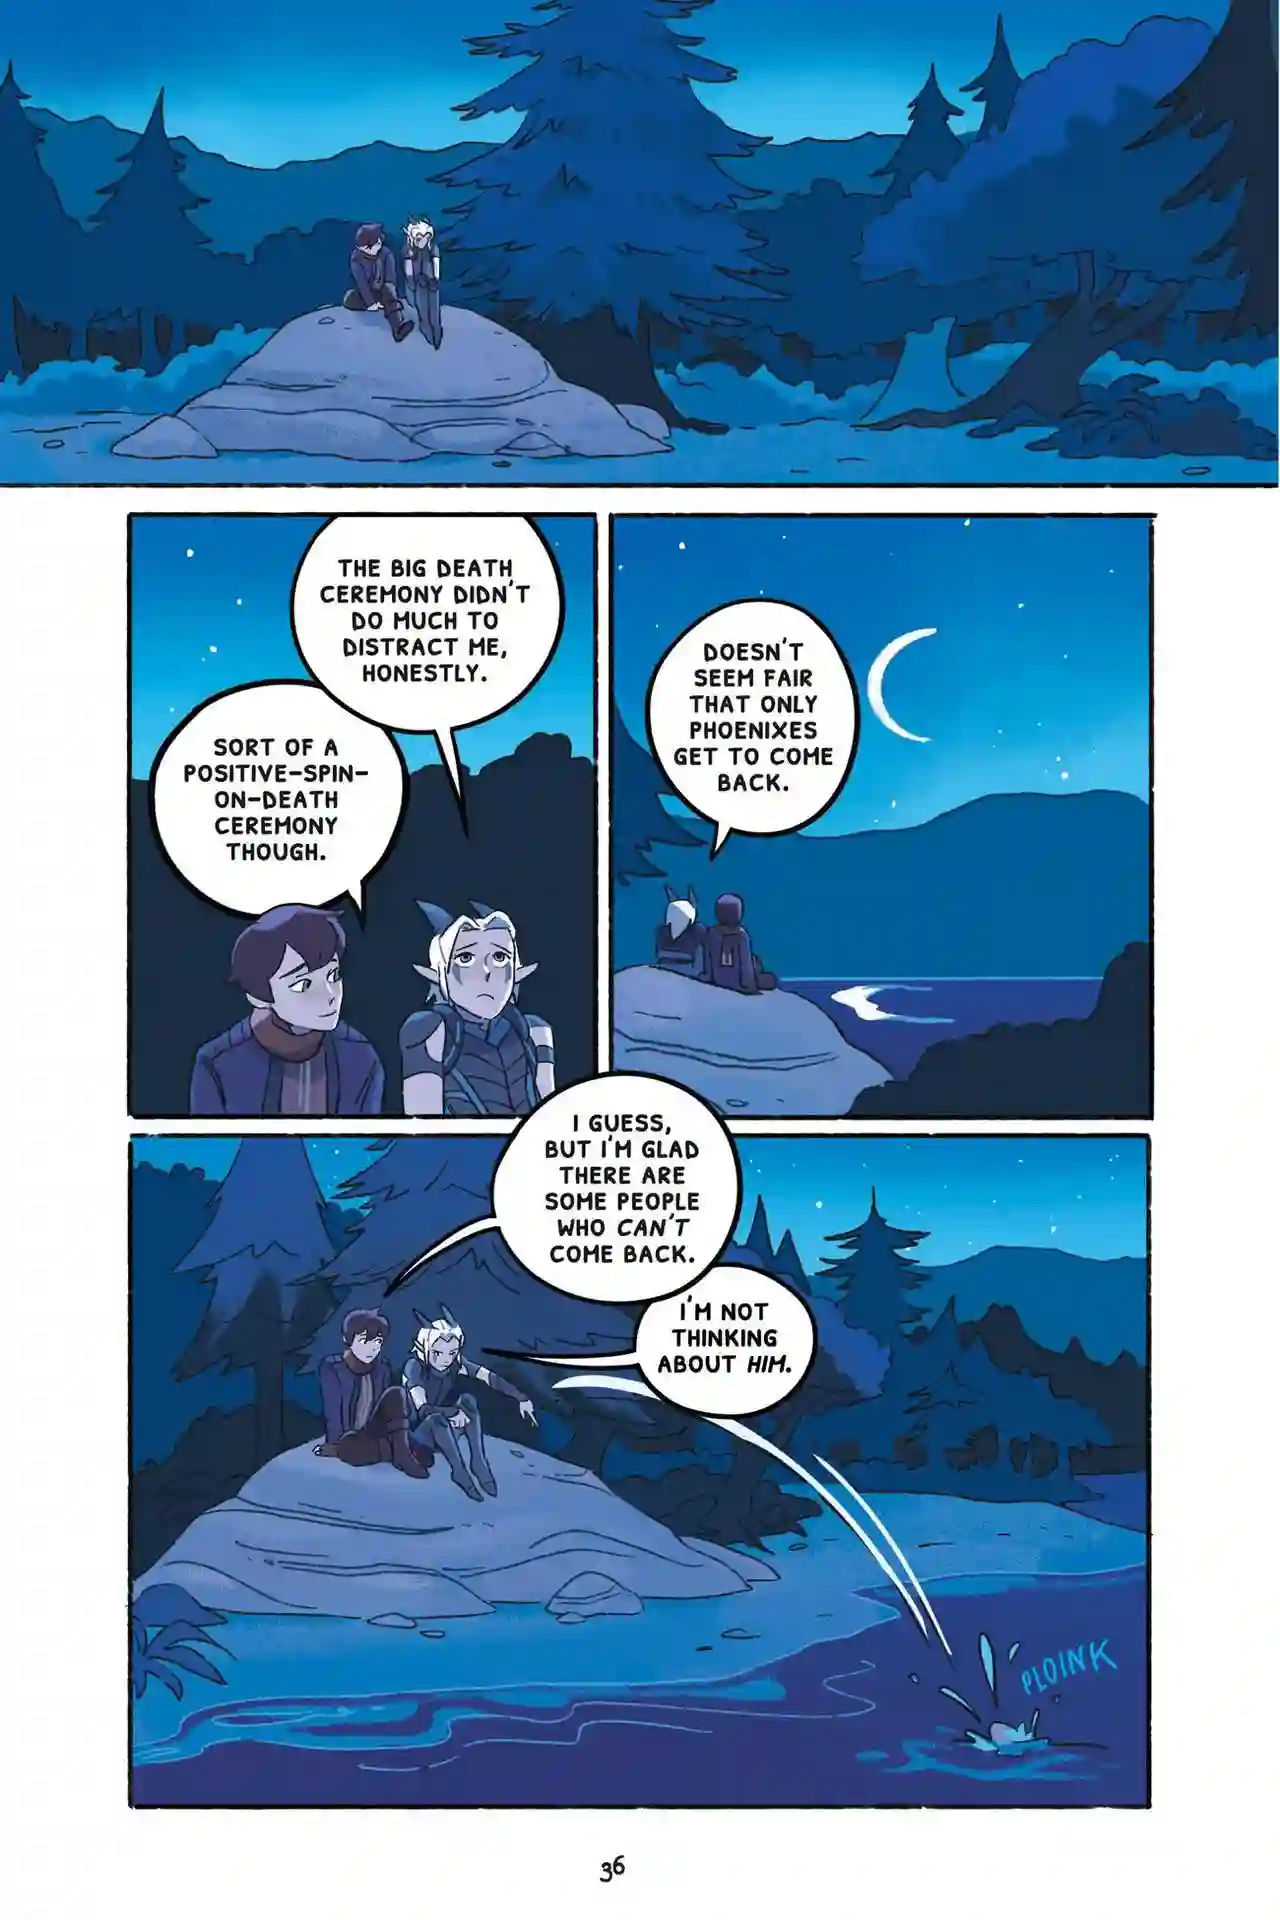 THE BIG DEATH
CEREMONY DIDN'T
DO MUCH TO
DISTRACT ME,
HONESTLY.
SORT OF A
POSITIVE-SPIN-
ON-DEATH
CEREMONY
THOUGH.
DOESN'T
SEEM FAIR
THAT ONLY
PHOENIXES
GET TO COME
BACK.
I GUESS,
BUT I'M GLAD
THERE ARE
SOME PEOPLE
WHO CAN'T
COME BACK.
I'M NOT
THINKING
ABOUT HIM.
PLOINK
36